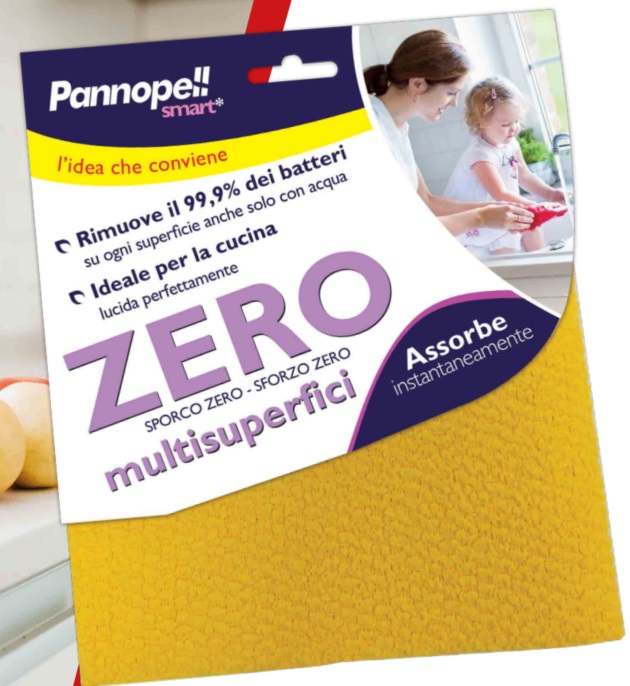 Pannopell!
smart*
l'idea che conviene
Rimuove il 99,9% dei batteri
su ogni superficie anche solo con acqua
Ideale per la cucina
lucida perfettamente
ZERO
SPORCO ZERO - SFORZO ZERO
multisuperfici
Assorbe
instantaneamente